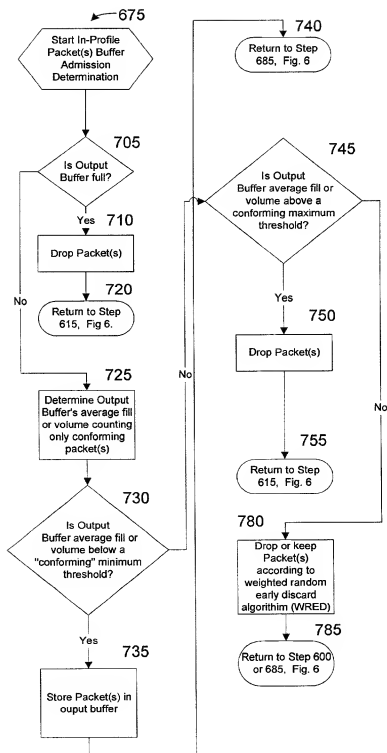 675
Start In-Profile
Packet(s) Buffer
Admission
Determination
705
Is Output
Buffer full?
Yes
710
Drop Packet(s)
720
Return to Step
615, Fig 6.
No
725
Determine Output
Buffer's average fill
or volume counting
only conforming
packet(s)
730
Is Output
Buffer average fill or
volume below a
"conforming" minimum
threshold?
No
Yes
735
Store Packet(s) in
ouput buffer
740
Return to Step
685, Fig. 6
745
Is Output
Buffer average fill or
volume above a
conforming maximum
threshold?
Yes
750
Drop Packet(s)
No
755
Return to Step
615, Fig. 6
780
Drop or keep
Packet(s)
according to
weighted random
early discard
algorithm (WRED)
785
Return to Step 600
or 685, Fig. 6